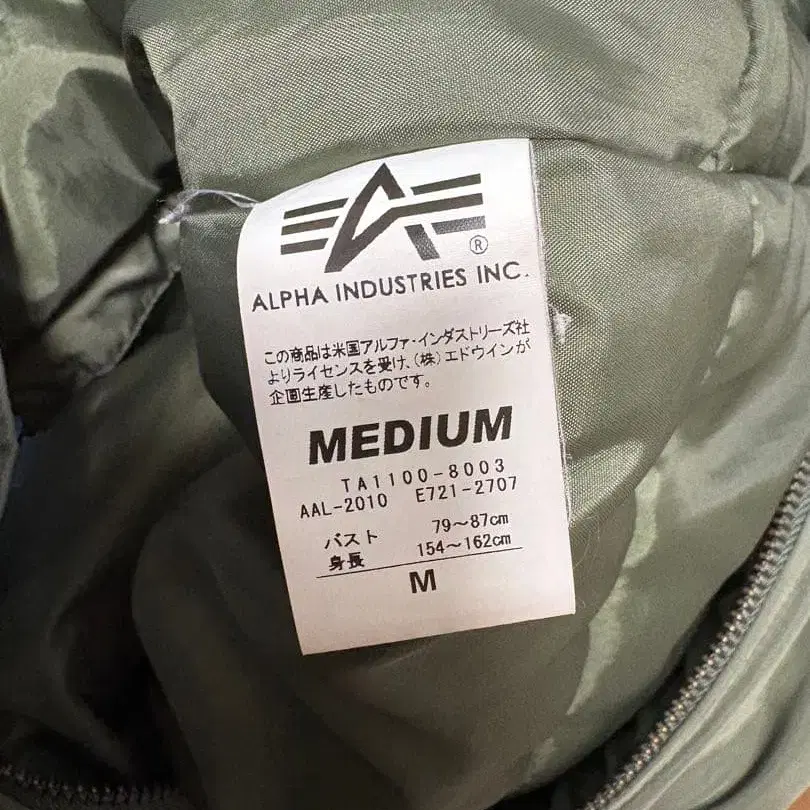 ®
ALPHA INDUSTRIES INC.
この商品は米国アルファ・インダストリーズ社
よりライセンスを受け、(株)エドウインが
企画生産したものです。
MEDIUM
TA1100-8003
AAL-2010 E721-2707
バスト 79～87cm
身長 154～162cm
M